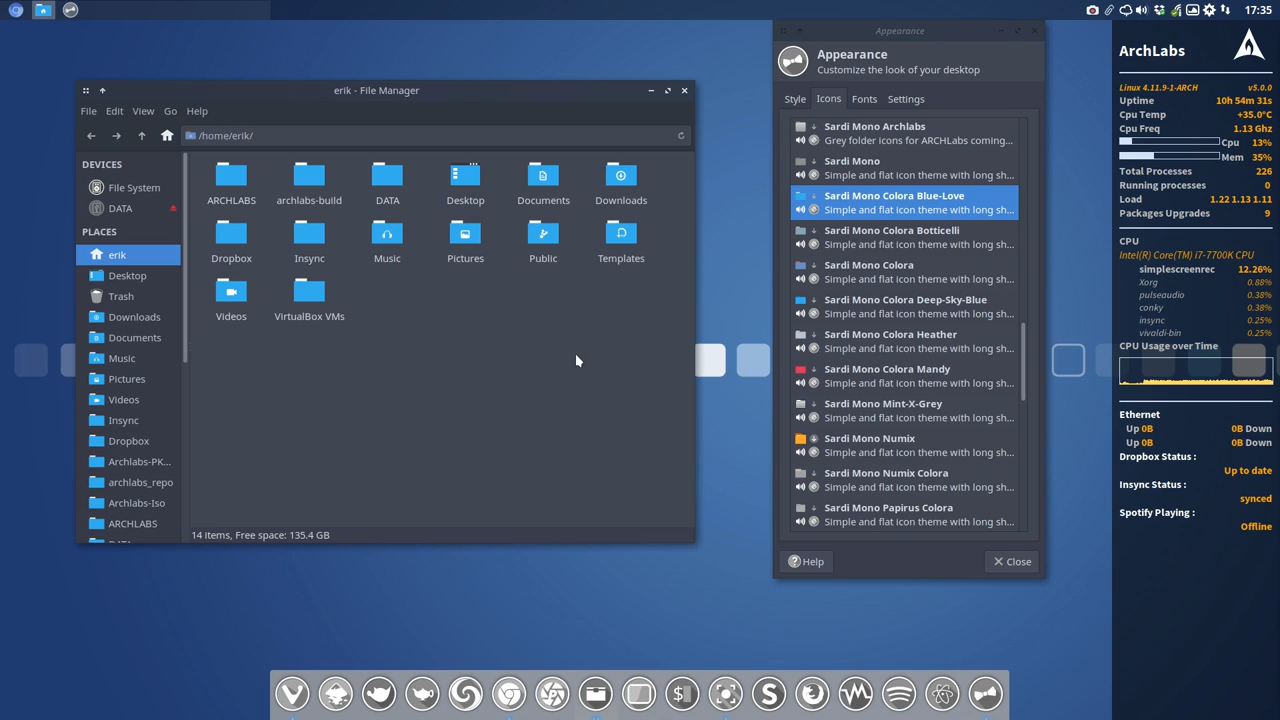 17:35
erik - File Manager
File Edit View Go Help
/home/erik/
DEVICES
File System
DATA
PLACES
erik
Desktop
Trash
Downloads
Documents
Music
Pictures
Videos
Insync
Dropbox
Archlabs-PK...
archlabs_repo
Archlabs-Iso
ARCHLABS
ARCHLABS archlabs-build DATA Desktop Documents Downloads
Dropbox Insync Music Pictures Public Templates
Videos VirtualBox VMs
14 items, Free space: 135.4 GB
Appearance
Appearance
Customize the look of your desktop
Style Icons Fonts Settings
Sardi Mono Archlabs
Grey folder icons for ARCHLabs coming...
Sardi Mono
Simple and flat icon theme with long sh...
Sardi Mono Colora Blue-Love
Simple and flat icon theme with long sh...
Sardi Mono Colora Botticelli
Simple and flat icon theme with long sh...
Sardi Mono Colora
Simple and flat icon theme with long sh...
Sardi Mono Colora Deep-Sky-Blue
Simple and flat icon theme with long sh...
Sardi Mono Colora Heather
Simple and flat icon theme with long sh...
Sardi Mono Colora Mandy
Simple and flat icon theme with long sh...
Sardi Mono Mint-X-Grey
Simple and flat icon theme with long sh...
Sardi Mono Numix
Simple and flat icon theme with long sh...
Sardi Mono Numix Colora
Simple and flat icon theme with long sh...
Sardi Mono Papirus Colora
Simple and flat icon theme with long sh...
Help Close
ArchLabs
Linux 4.11.9-1-ARCH v5.0.0
Uptime 10h 54m 31s
Cpu Temp +35.0°C
Cpu Freq 1.13 Ghz
Cpu 13%
Mem 35%
Total Processes 226
Running processes 0
Load 1.22 1.13 1.11
Packages Upgrades 9
CPU
Intel(R) Core(TM) i7-7700K CPU
simplescreenrec 12.26%
Xorg 0.88%
pulseaudio 0.38%
conky 0.38%
insync 0.25%
vivaldi-bin 0.25%
CPU Usage over Time
Ethernet
Up 0B 0B Down
Up 0B 0B Down
Dropbox Status :
Up to date
Insync Status :
synced
Spotify Playing :
Offline